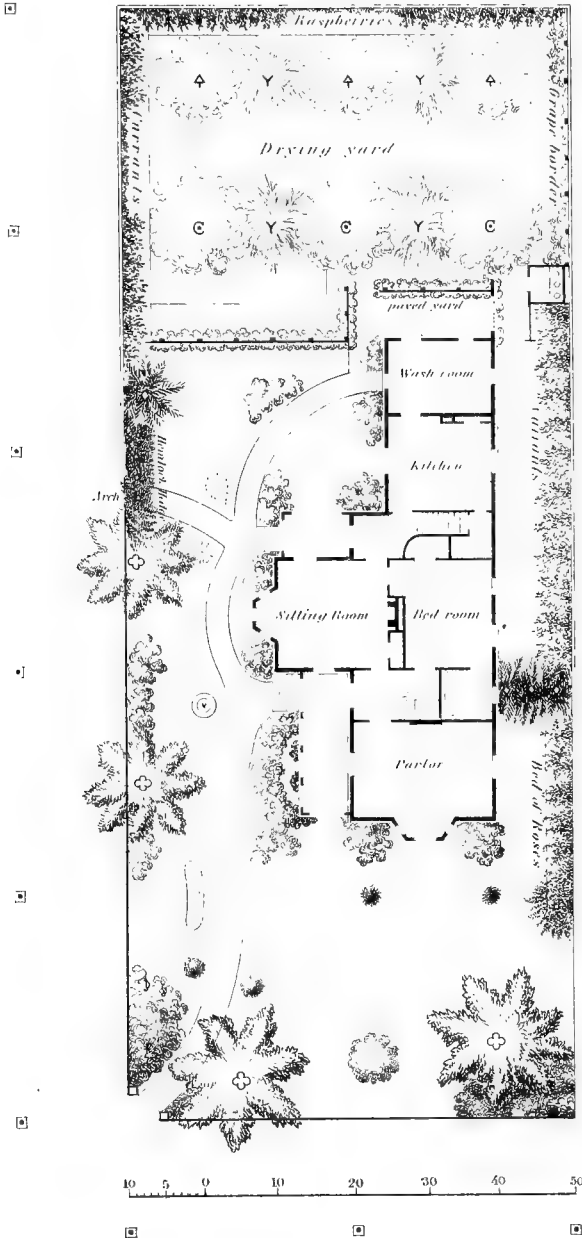 Raspberries
Currants
Grape border
Drying yard
paved yard
Wash room
Kitchen
Arch
Sitting Room
Bed room
Parlor
Bed of Roses
10 5 0 10 20 30 40 50